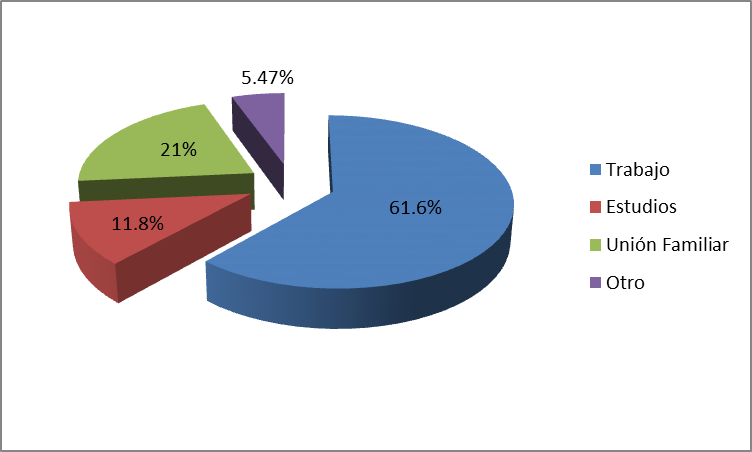 5.47%
21%
11.8%
61.6%
Trabajo
Estudios
Unión Familiar
Otro